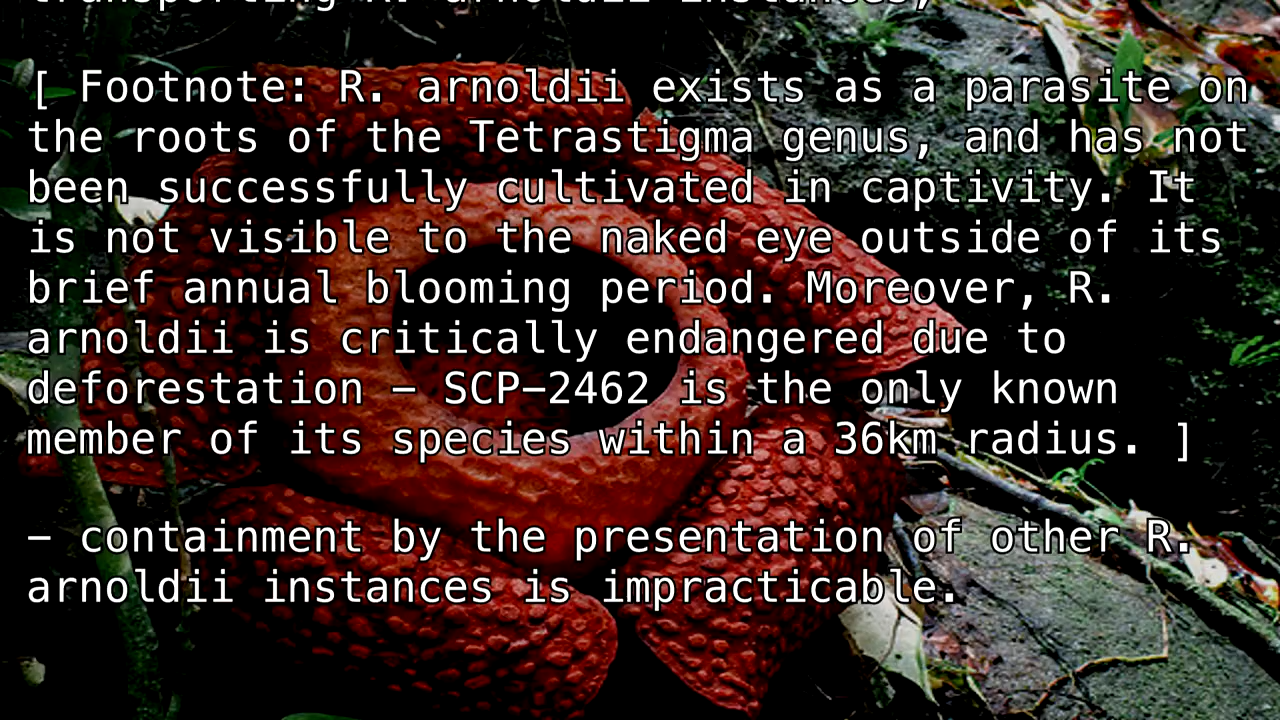 transporting R. arnoldii instances,
[ Footnote: R. arnoldii exists as a parasite on
the roots of the Tetrastigma genus, and has not
been successfully cultivated in captivity. It
is not visible to the naked eye outside of its
brief annual blooming period. Moreover, R.
arnoldii is critically endangered due to
deforestation – SCP–2462 is the only known
member of its species within a 36km radius. ]
– containment by the presentation of other R.
arnoldii instances is impracticable.